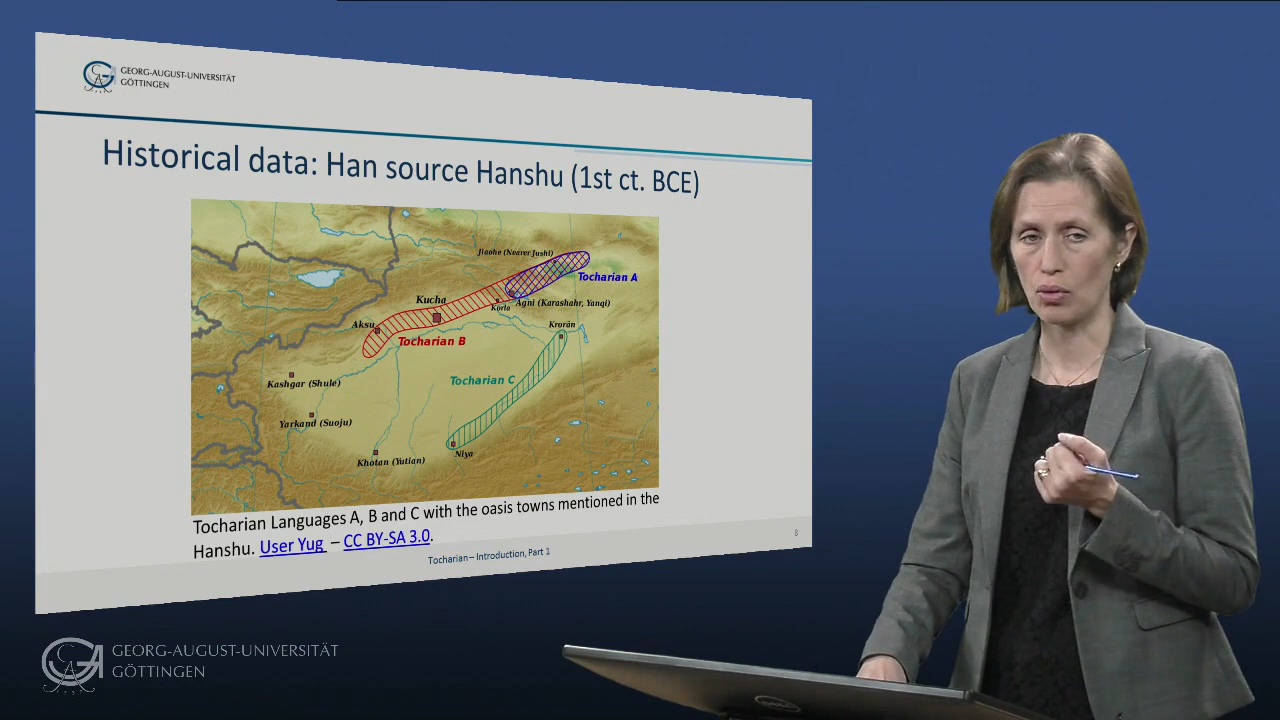 GEORG-AUGUST-UNIVERSITÄT
GÖTTINGEN
Historical data: Han source Hanshu (1st ct. BCE)
Jiaohe (Nearer Jushi)
Tocharian A
Kucha
Korla
Agni (Karashahr, Yanqi)
Aksu
Krorän
Tocharian B
Kashgar (Shule)
Tocharian C
Yarkand (Suoju)
Khotan (Yutian)
Niya
Tocharian Languages A, B and C with the oasis towns mentioned in the
Hanshu. User Yug – CC BY-SA 3.0.
Tocharian – Introduction, Part 1
GEORG-AUGUST-UNIVERSITÄT
GÖTTINGEN
DELL